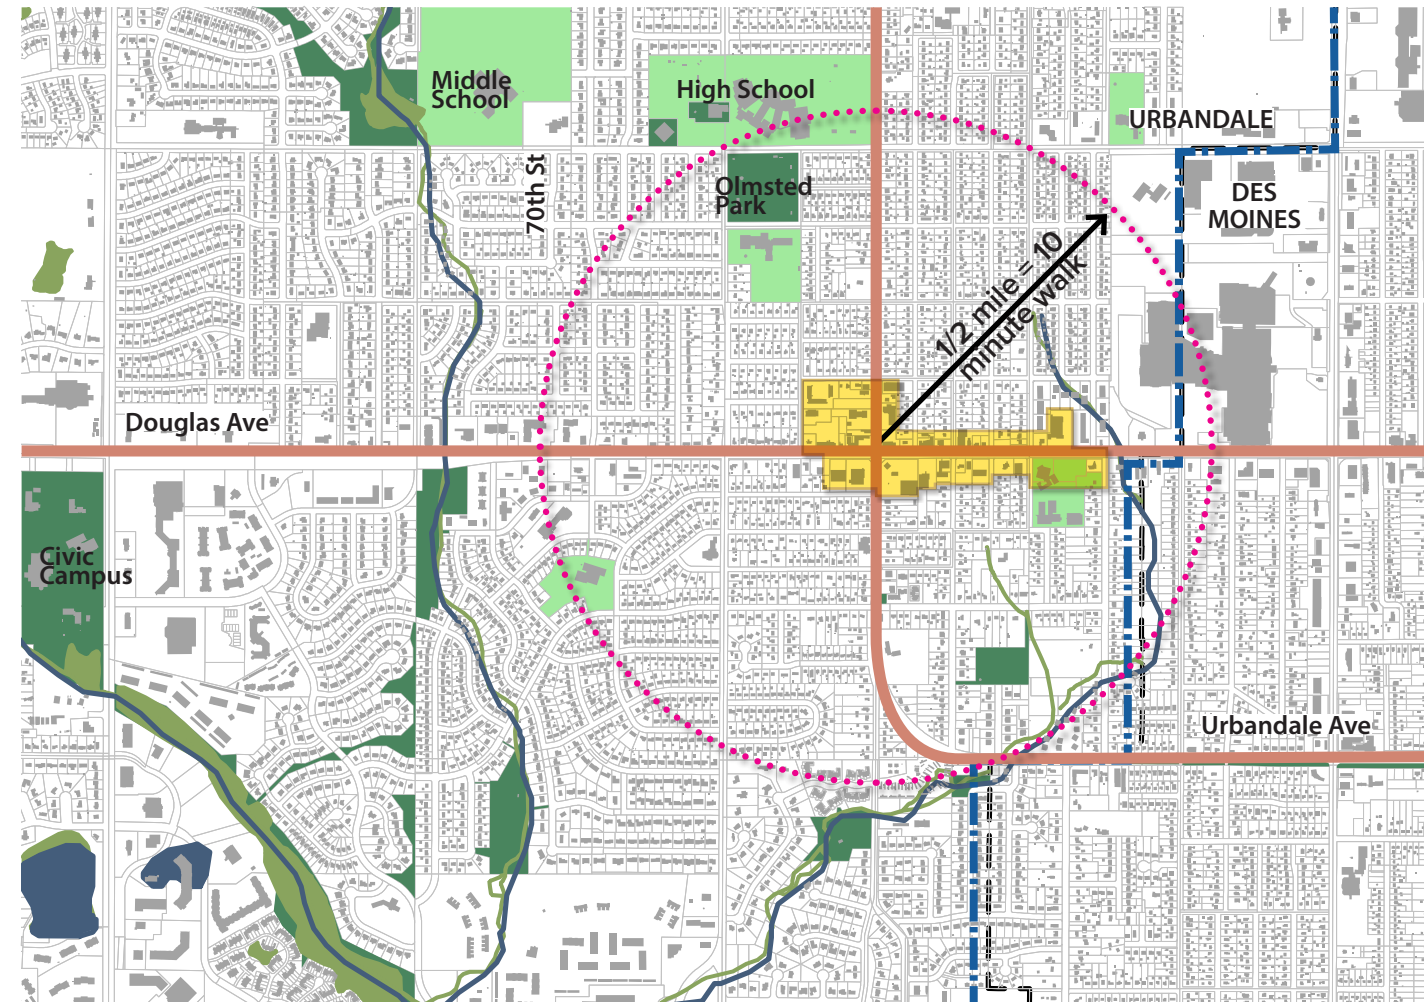 Middle
School
High School
URBANDALE
70th St
Olmsted
Park
DES
MOINES
1/2 mile = 10
minute walk
Douglas Ave
Civic
Campus
Urbandale Ave